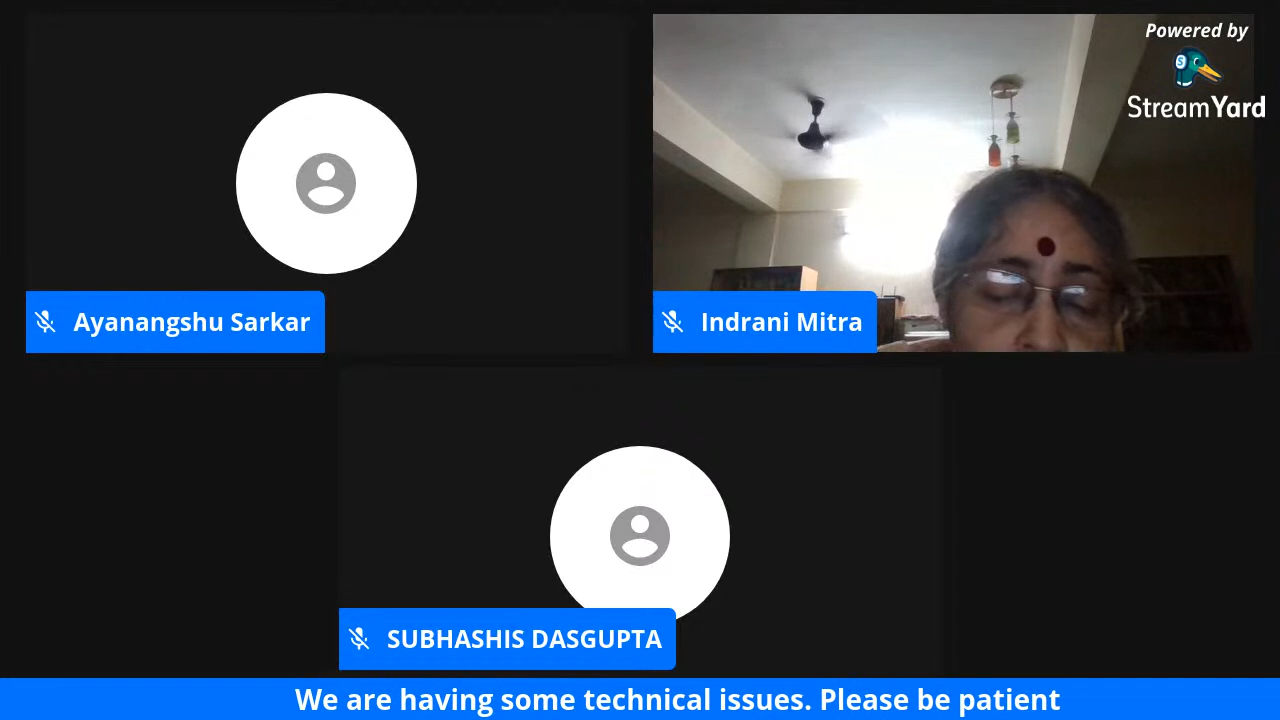 Powered by
StreamYard
Ayanangshu Sarkar
Indrani Mitra
SUBHASHIS DASGUPTA
We are having some technical issues. Please be patient